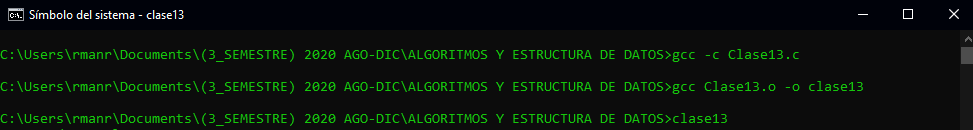 Símbolo del sistema - clase13
C:\Users\rmanr\Documents\(3_SEMESTRE) 2020 AGO-DIC\ALGORITMOS Y ESTRUCTURA DE DATOS>gcc -c Clase13.c
C:\Users\rmanr\Documents\(3_SEMESTRE) 2020 AGO-DIC\ALGORITMOS Y ESTRUCTURA DE DATOS>gcc Clase13.o -o clase13
C:\Users\rmanr\Documents\(3_SEMESTRE) 2020 AGO-DIC\ALGORITMOS Y ESTRUCTURA DE DATOS>clase13